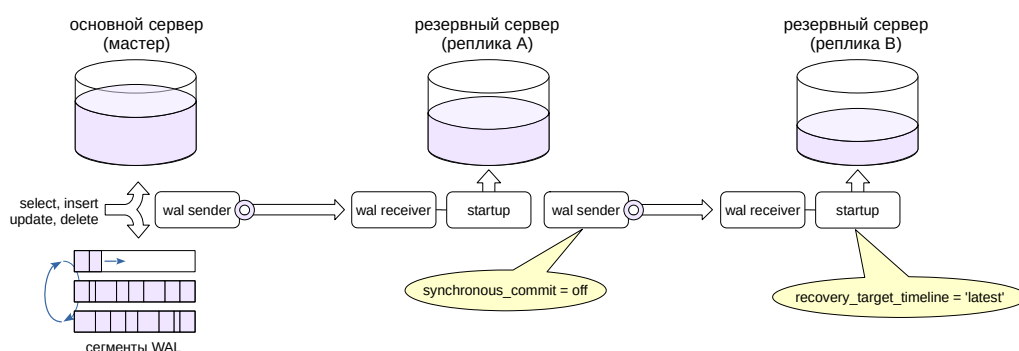 основной сервер
(мастер)
резервный сервер
(реплика A)
резервный сервер
(реплика B)
select, insert
update, delete
wal sender
wal receiver
startup
wal sender
wal receiver
startup
synchronous_commit = off
recovery_target_timeline = 'latest'
сегменты WAL